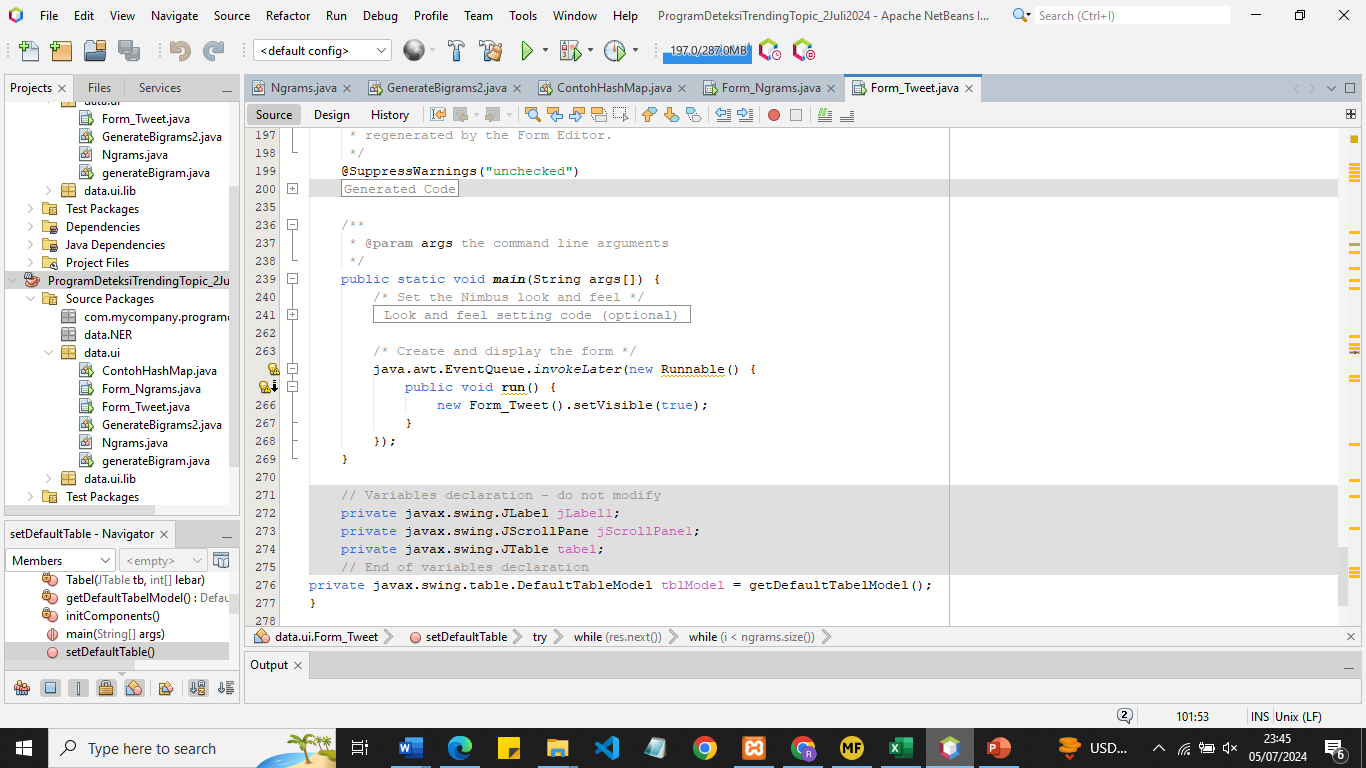 File Edit View Navigate Source Refactor Run Debug Profile Team Tools Window Help ProgramDeteksiTrendingTopic_2Juli2024 - Apache NetBeans I... Search (Ctrl+I)
<default config> 197.0/287.0MB
Projects Files Services
Ngrams.java GenerateBigrams2.java ContohHashMap.java Form_Ngrams.java Form_Tweet.java
Source Design History
data.ui
Form_Tweet.java
GenerateBigrams2.java
Ngrams.java
generateBigram.java
data.ui.lib
Test Packages
Dependencies
Java Dependencies
Project Files
ProgramDeteksiTrendingTopic_2Ju
Source Packages
com.mycompany.program
data.NER
data.ui
ContohHashMap.java
Form_Ngrams.java
Form_Tweet.java
GenerateBigrams2.java
Ngrams.java
generateBigram.java
data.ui.lib
Test Packages
197 * regenerated by the Form Editor.
198 */
199 @SuppressWarnings("unchecked")
200 Generated Code
235
236 /**
237 * @param args the command line arguments
238 */
239 public static void main(String args[]) {
240 /* Set the Nimbus look and feel */
241 Look and feel setting code (optional)
262
263 /* Create and display the form */
java.awt.EventQueue.invokeLater(new Runnable() {
public void run() {
266 new Form_Tweet().setVisible(true);
267 }
268 });
269 }
270
271 // Variables declaration - do not modify
272 private javax.swing.JLabel jLabel1;
273 private javax.swing.JScrollPane jScrollPane1;
274 private javax.swing.JTable tabel;
275 // End of variables declaration
276 private javax.swing.table.DefaultTableModel tblModel = getDefaultTabelModel();
277 }
278
setDefaultTable - Navigator
Members <empty>
Tabel(JTable tb, int[] lebar)
getDefaultTabelModel() : Defau
initComponents()
main(String[] args)
setDefaultTable()
data.ui.Form_Tweet setDefaultTable try while (res.next()) while (i < ngrams.size())
Output
2 101:53 INS Unix (LF)
Type here to search USD... 23:45
05/07/2024 6